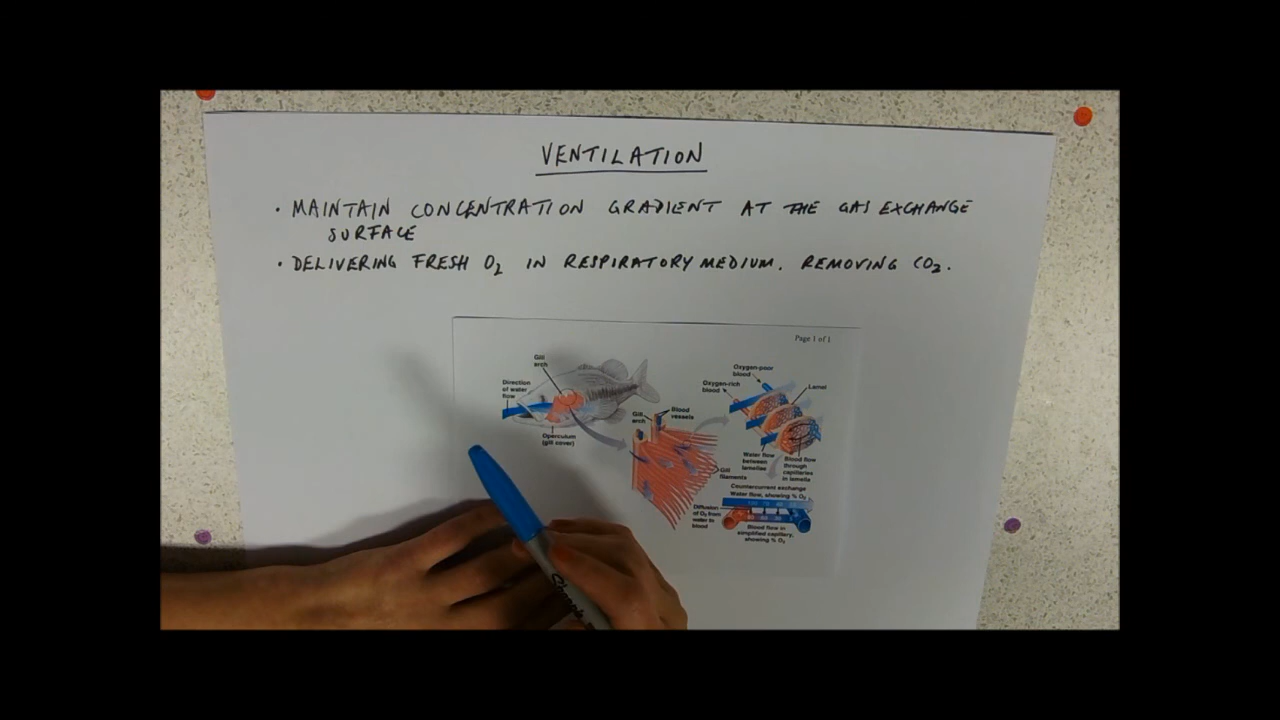 VENTILATION
• MAINTAIN CONCENTRATION GRADIENT AT THE GAS EXCHANGE
SURFACE
• DELIVERING FRESH O2 IN RESPIRATORY MEDIUM. REMOVING CO2.
Page 1 of 1
Gill
arch
Direction
of water
flow
Operculum
(gill cover)
Gill
arch
Blood
vessels
Gill
filaments
Oxygen-poor
blood
Oxygen-rich
blood
Lamel
Water flow
between
lamellae
Blood flow
through
capillaries
in lamella
Countercurrent exchange
Water flow, showing % O2
Diffusion
of O2 from
water to
blood
Blood flow in
simplified capillary,
showing % O2
Sharpie